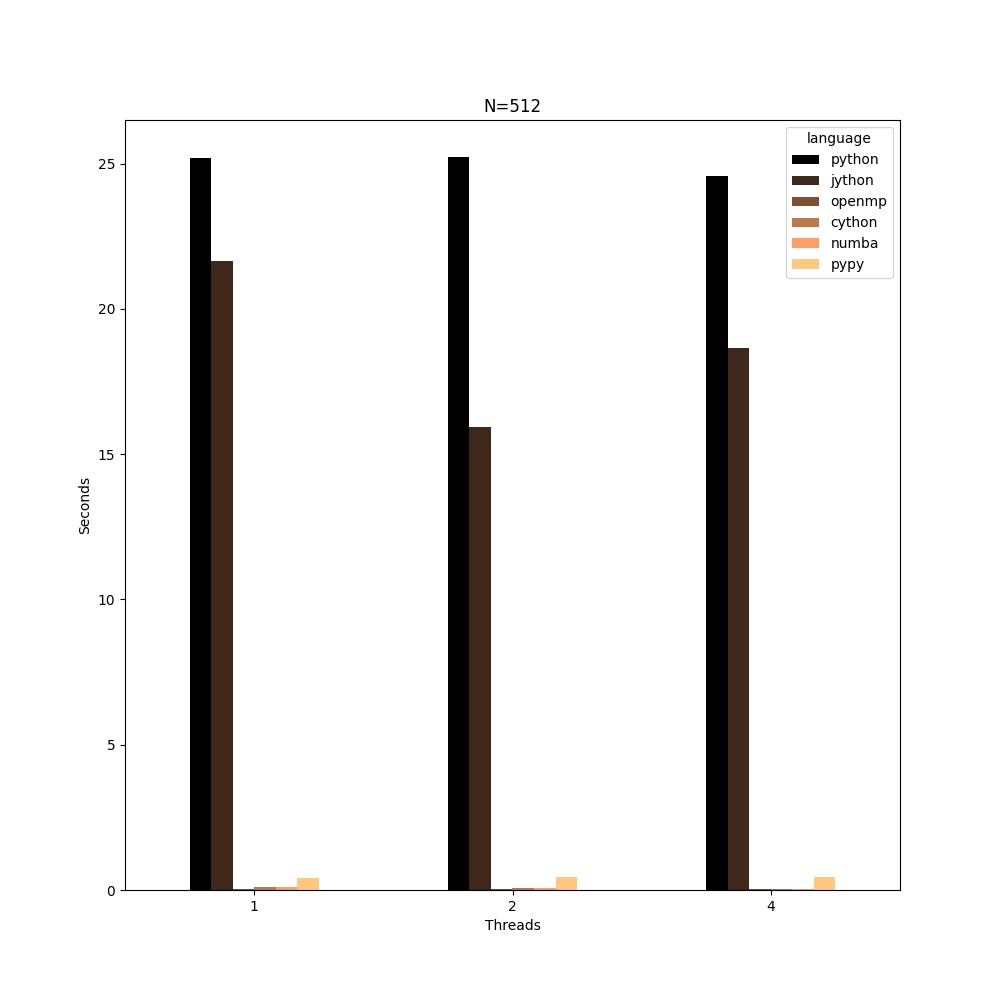 N=512
language
python
jython
openmp
cython
numba
pypy
25
20
15
10
5
0
Seconds
1 2 4
Threads